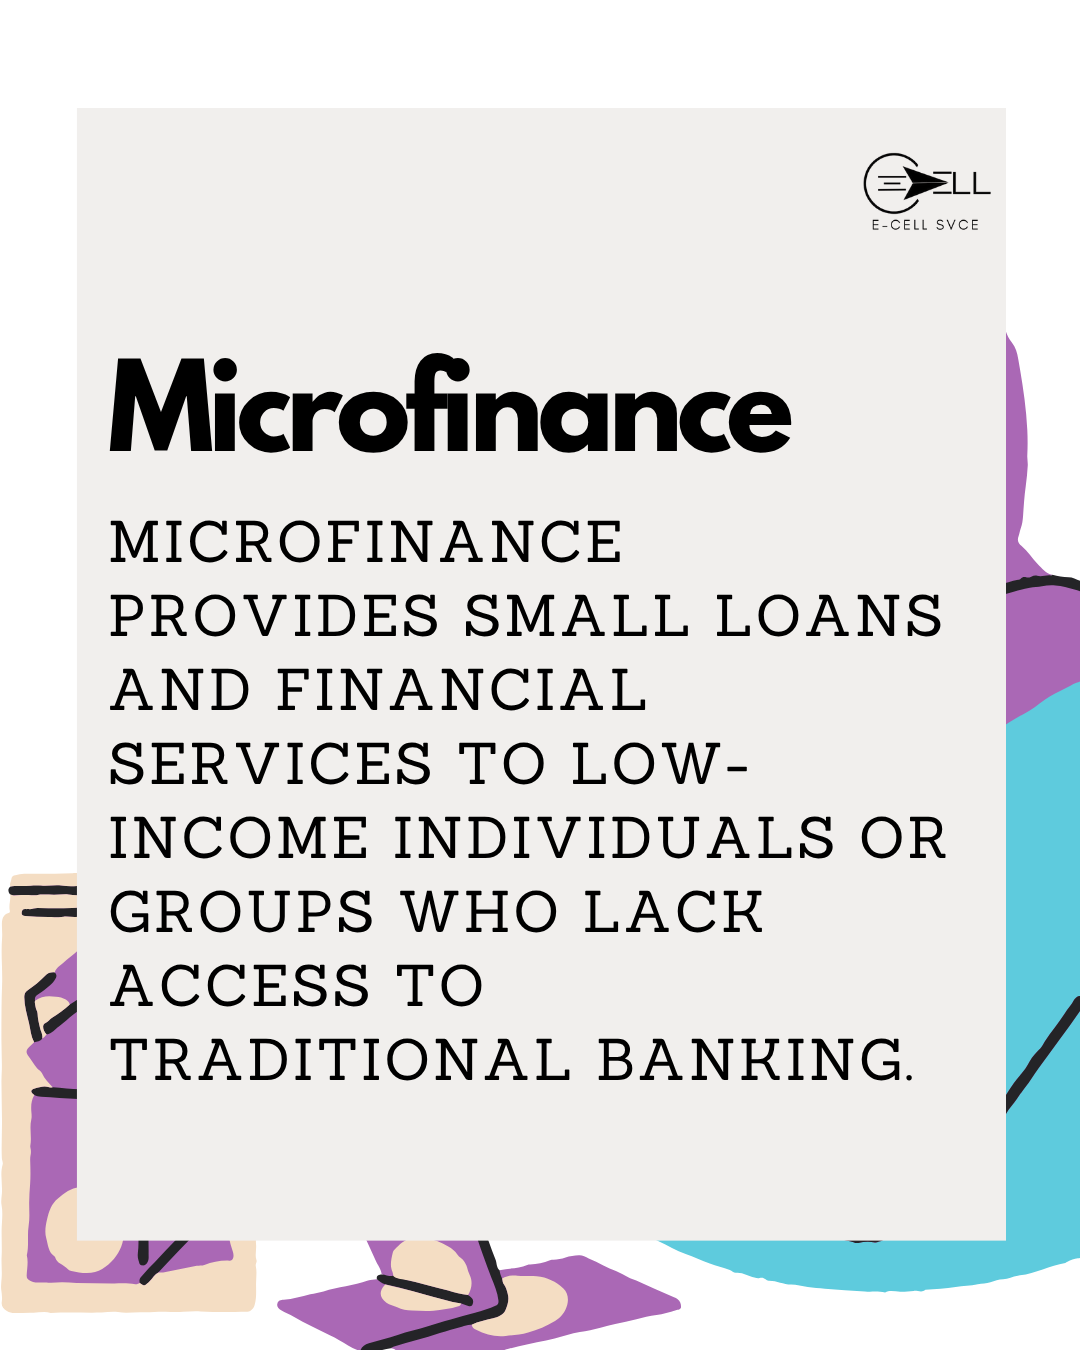 ELL
E-CELL SVCE
Microfinance
MICROFINANCE
PROVIDES SMALL LOANS
AND FINANCIAL
SERVICES TO LOW-
INCOME INDIVIDUALS OR
GROUPS WHO LACK
ACCESS TO
TRADITIONAL BANKING.